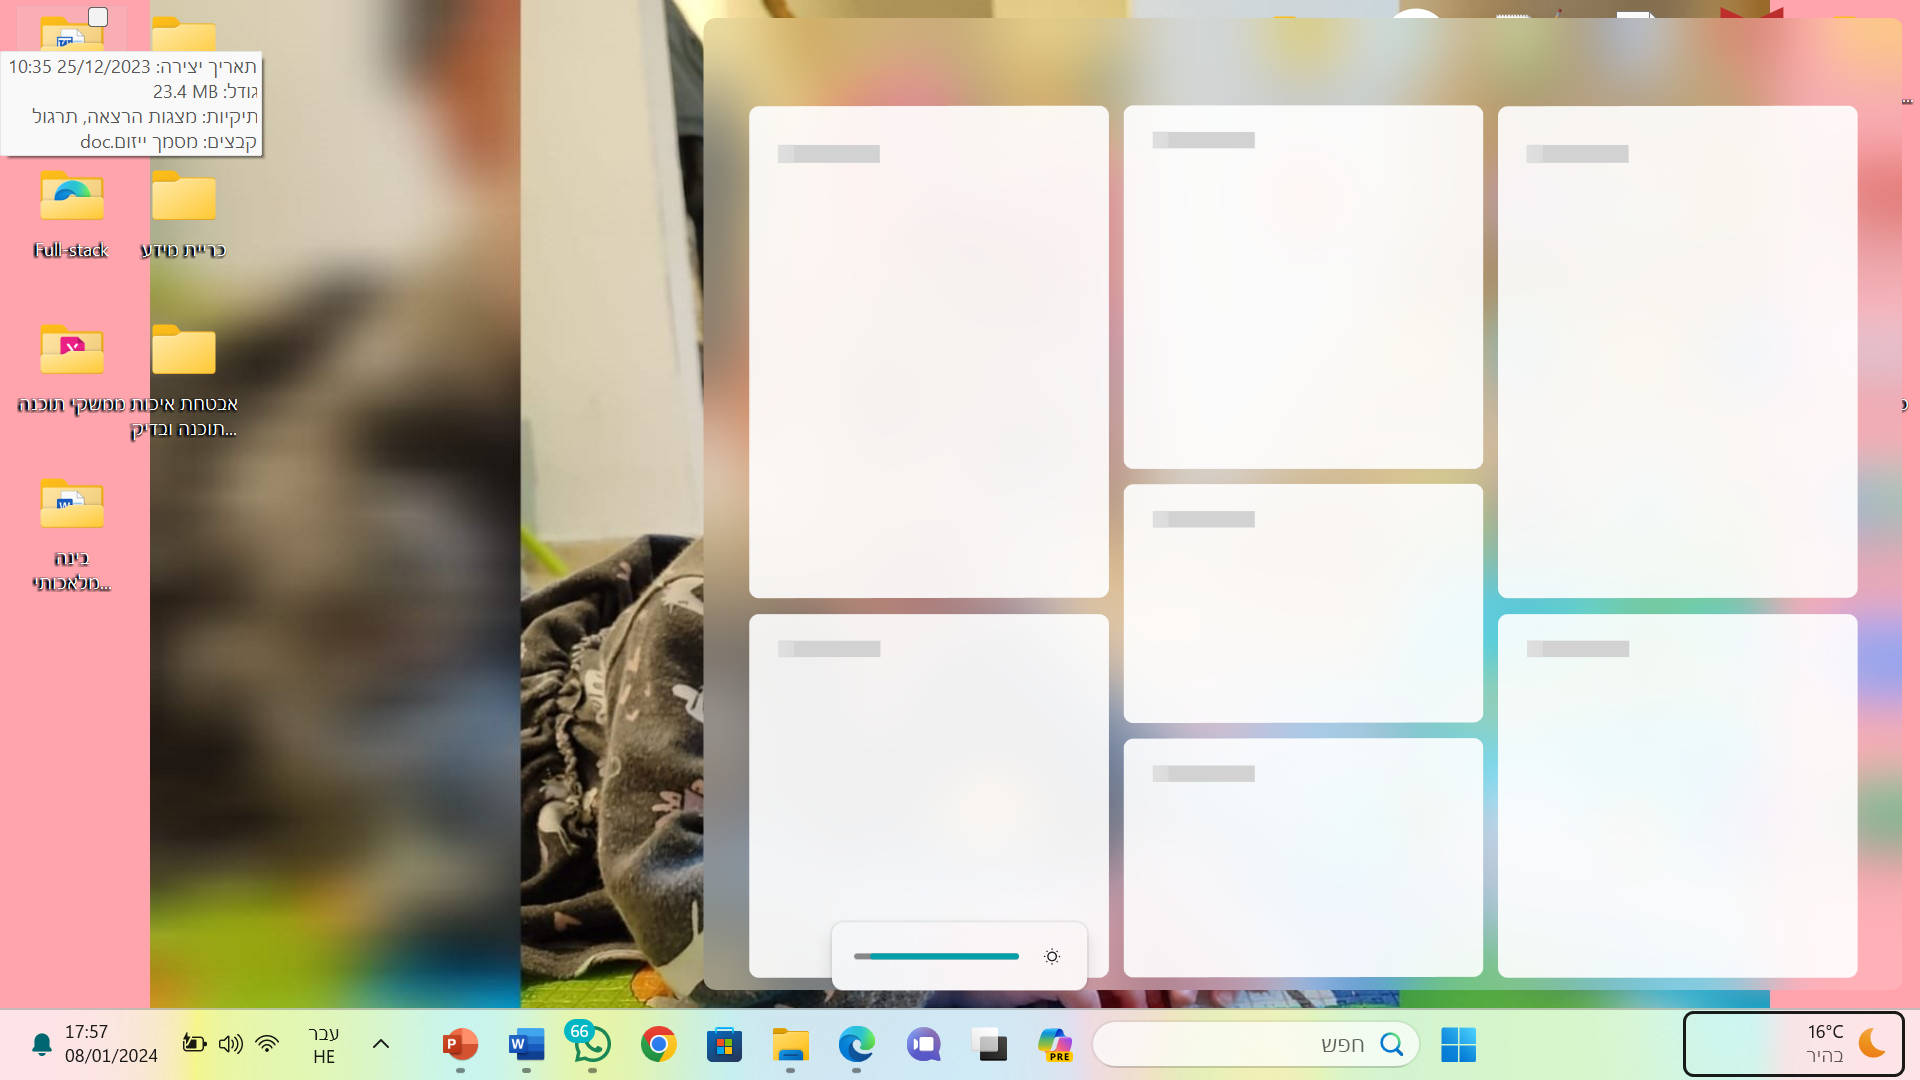 תאריך יצירה: 25/12/2023 10:35
גודל: 23.4 MB
תיקיות: מצגות הרצאה, תרגול
קבצים: מסמך ייזום.doc
Full-stack
כריית מידע
ממשקי תוכנה
אבטחת איכות
תוכנה ובדיק...
בינה
מלאכותי...
17:57
08/01/2024
עבר
HE
66
PRE
חפש
16°C
בהיר